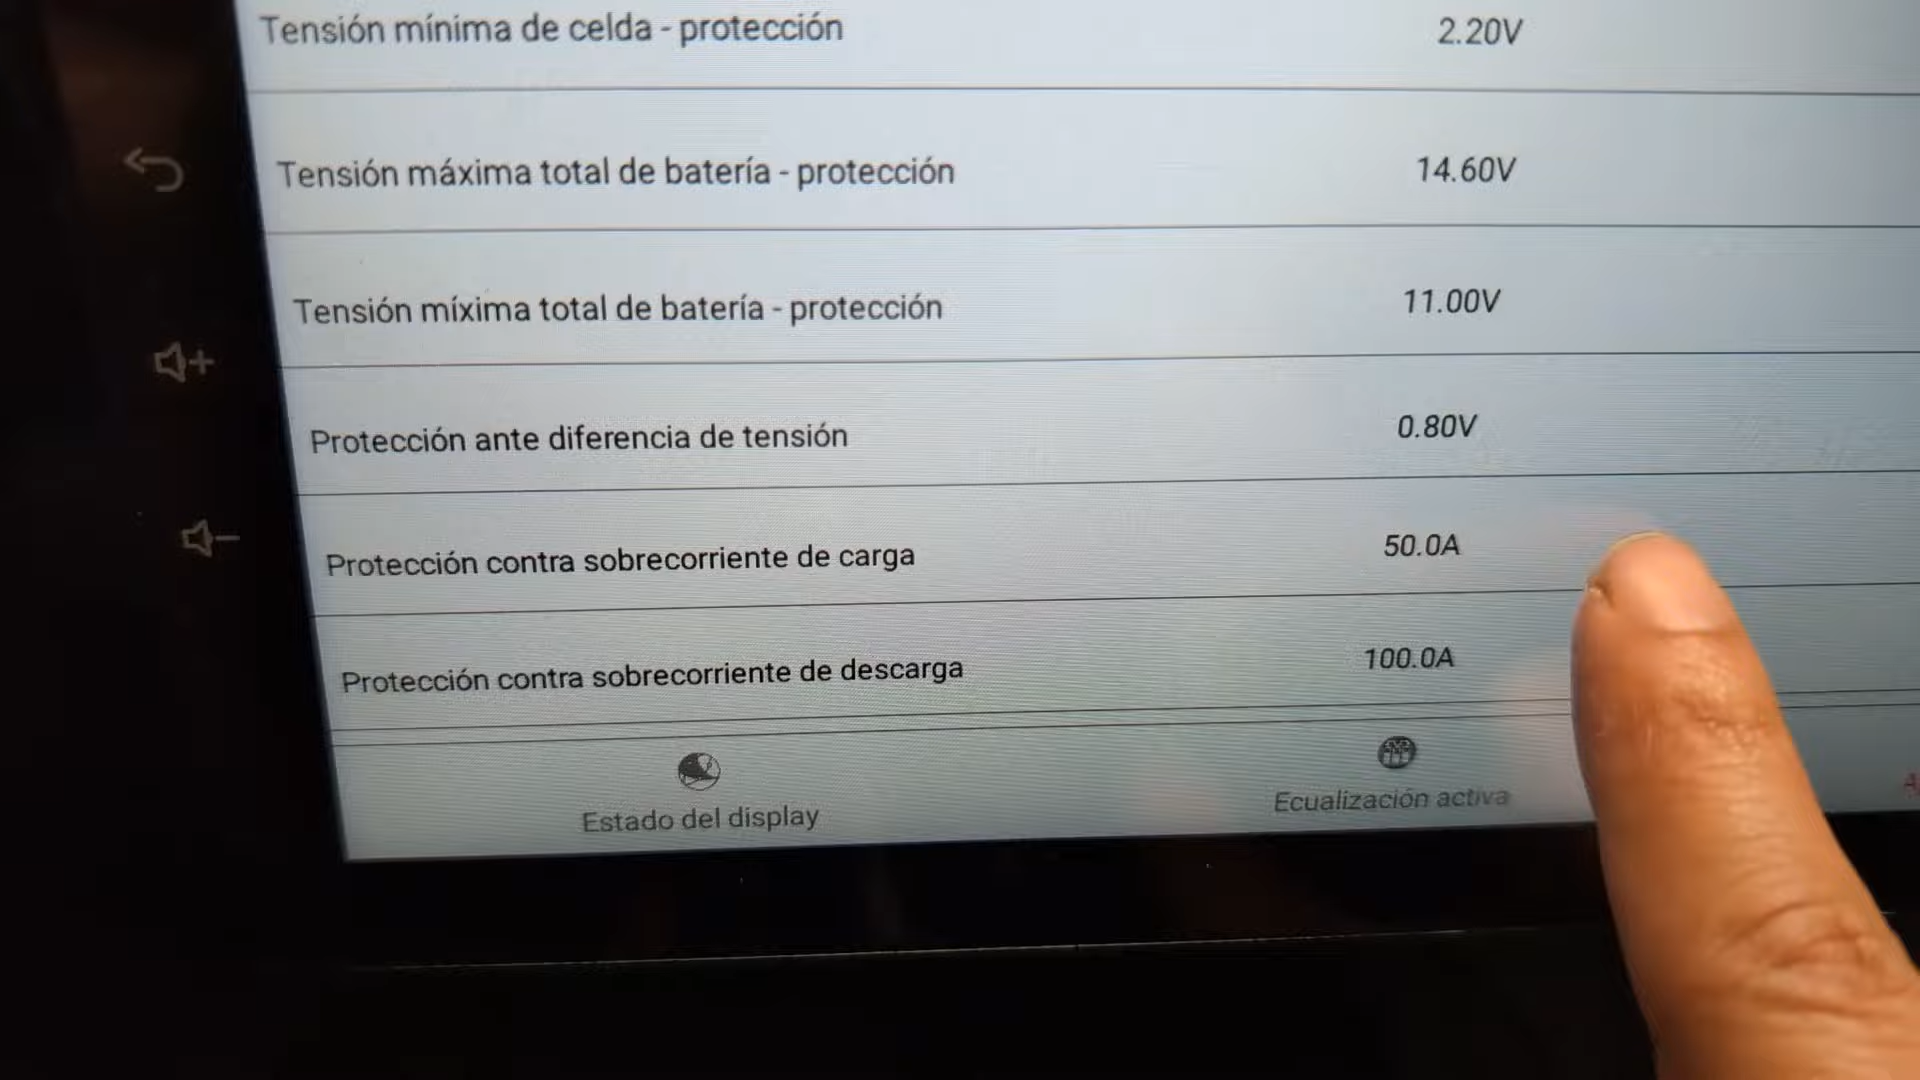 Tensión mínima de celda - protección 2.20V
Tensión máxima total de batería - protección 14.60V
Tensión míxima total de batería - protección 11.00V
Protección ante diferencia de tensión 0.80V
Protección contra sobrecorriente de carga 50.0A
Protección contra sobrecorriente de descarga 100.0A
Estado del display Ecualización activa